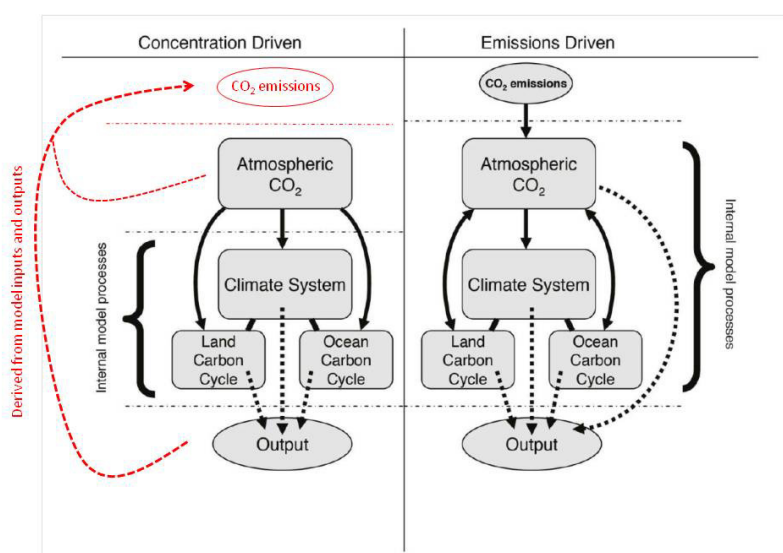 Concentration Driven
Emissions Driven
CO₂ emissions
CO₂ emissions
Atmospheric
CO₂
Atmospheric
CO₂
Derived from model inputs and outputs
Internal model processes
Internal model processes
Climate System
Climate System
Land
Carbon
Cycle
Ocean
Carbon
Cycle
Land
Carbon
Cycle
Ocean
Carbon
Cycle
Output
Output